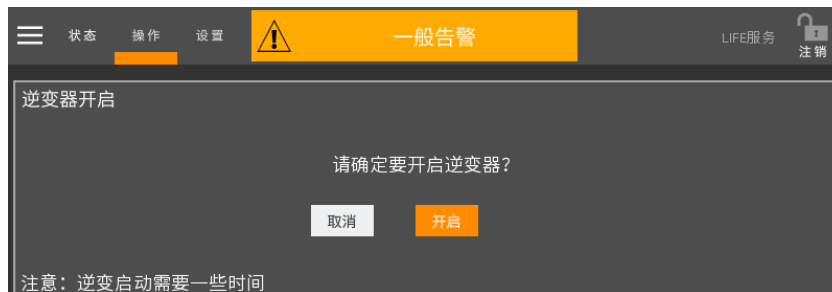 状态 操作 设置 一般告警 LIFE服务
注销
逆变器开启
请确定要开启逆变器？
取消 开启
注意：逆变启动需要一些时间